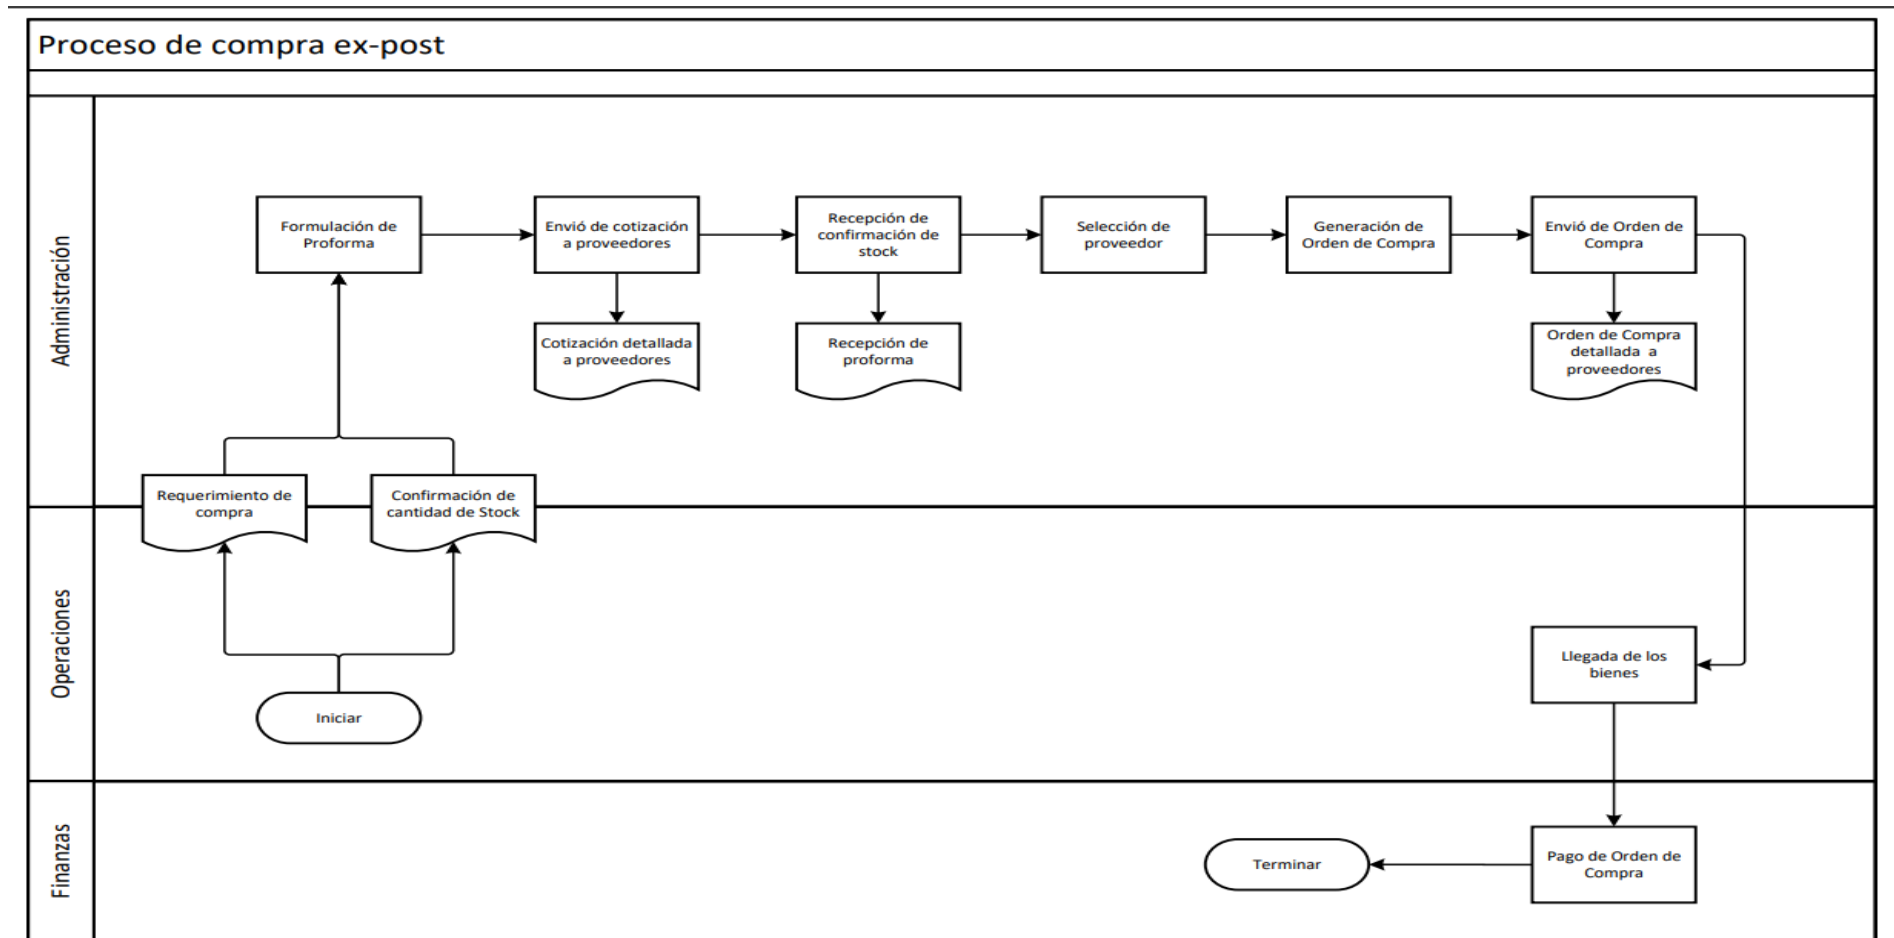 Proceso de compra ex-post
Administración
Formulación de
Proforma
Envió de cotización
a proveedores
Recepción de
confirmación de
stock
Selección de
proveedor
Generación de
Orden de Compra
Envió de Orden de
Compra
Cotización detallada
a proveedores
Recepción de
proforma
Orden de Compra
detallada a
proveedores
Requerimiento de
compra
Confirmación de
cantidad de Stock
Operaciones
Llegada de los
bienes
Iniciar
Finanzas
Terminar
Pago de Orden de
Compra